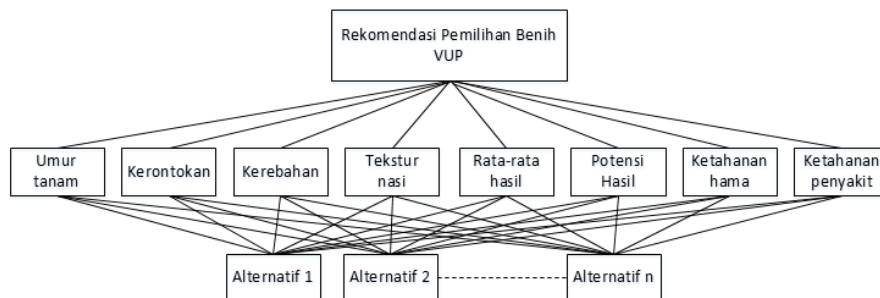 Rekomendasi Pemilihan Benih
VUP
Umur
tanam
Kerontokan
Kerebahan
Tekstur
nasi
Rata-rata
hasil
Potensi
Hasil
Ketahanan
hama
Ketahanan
penyakit
Alternatif 1
Alternatif 2
Alternatif n